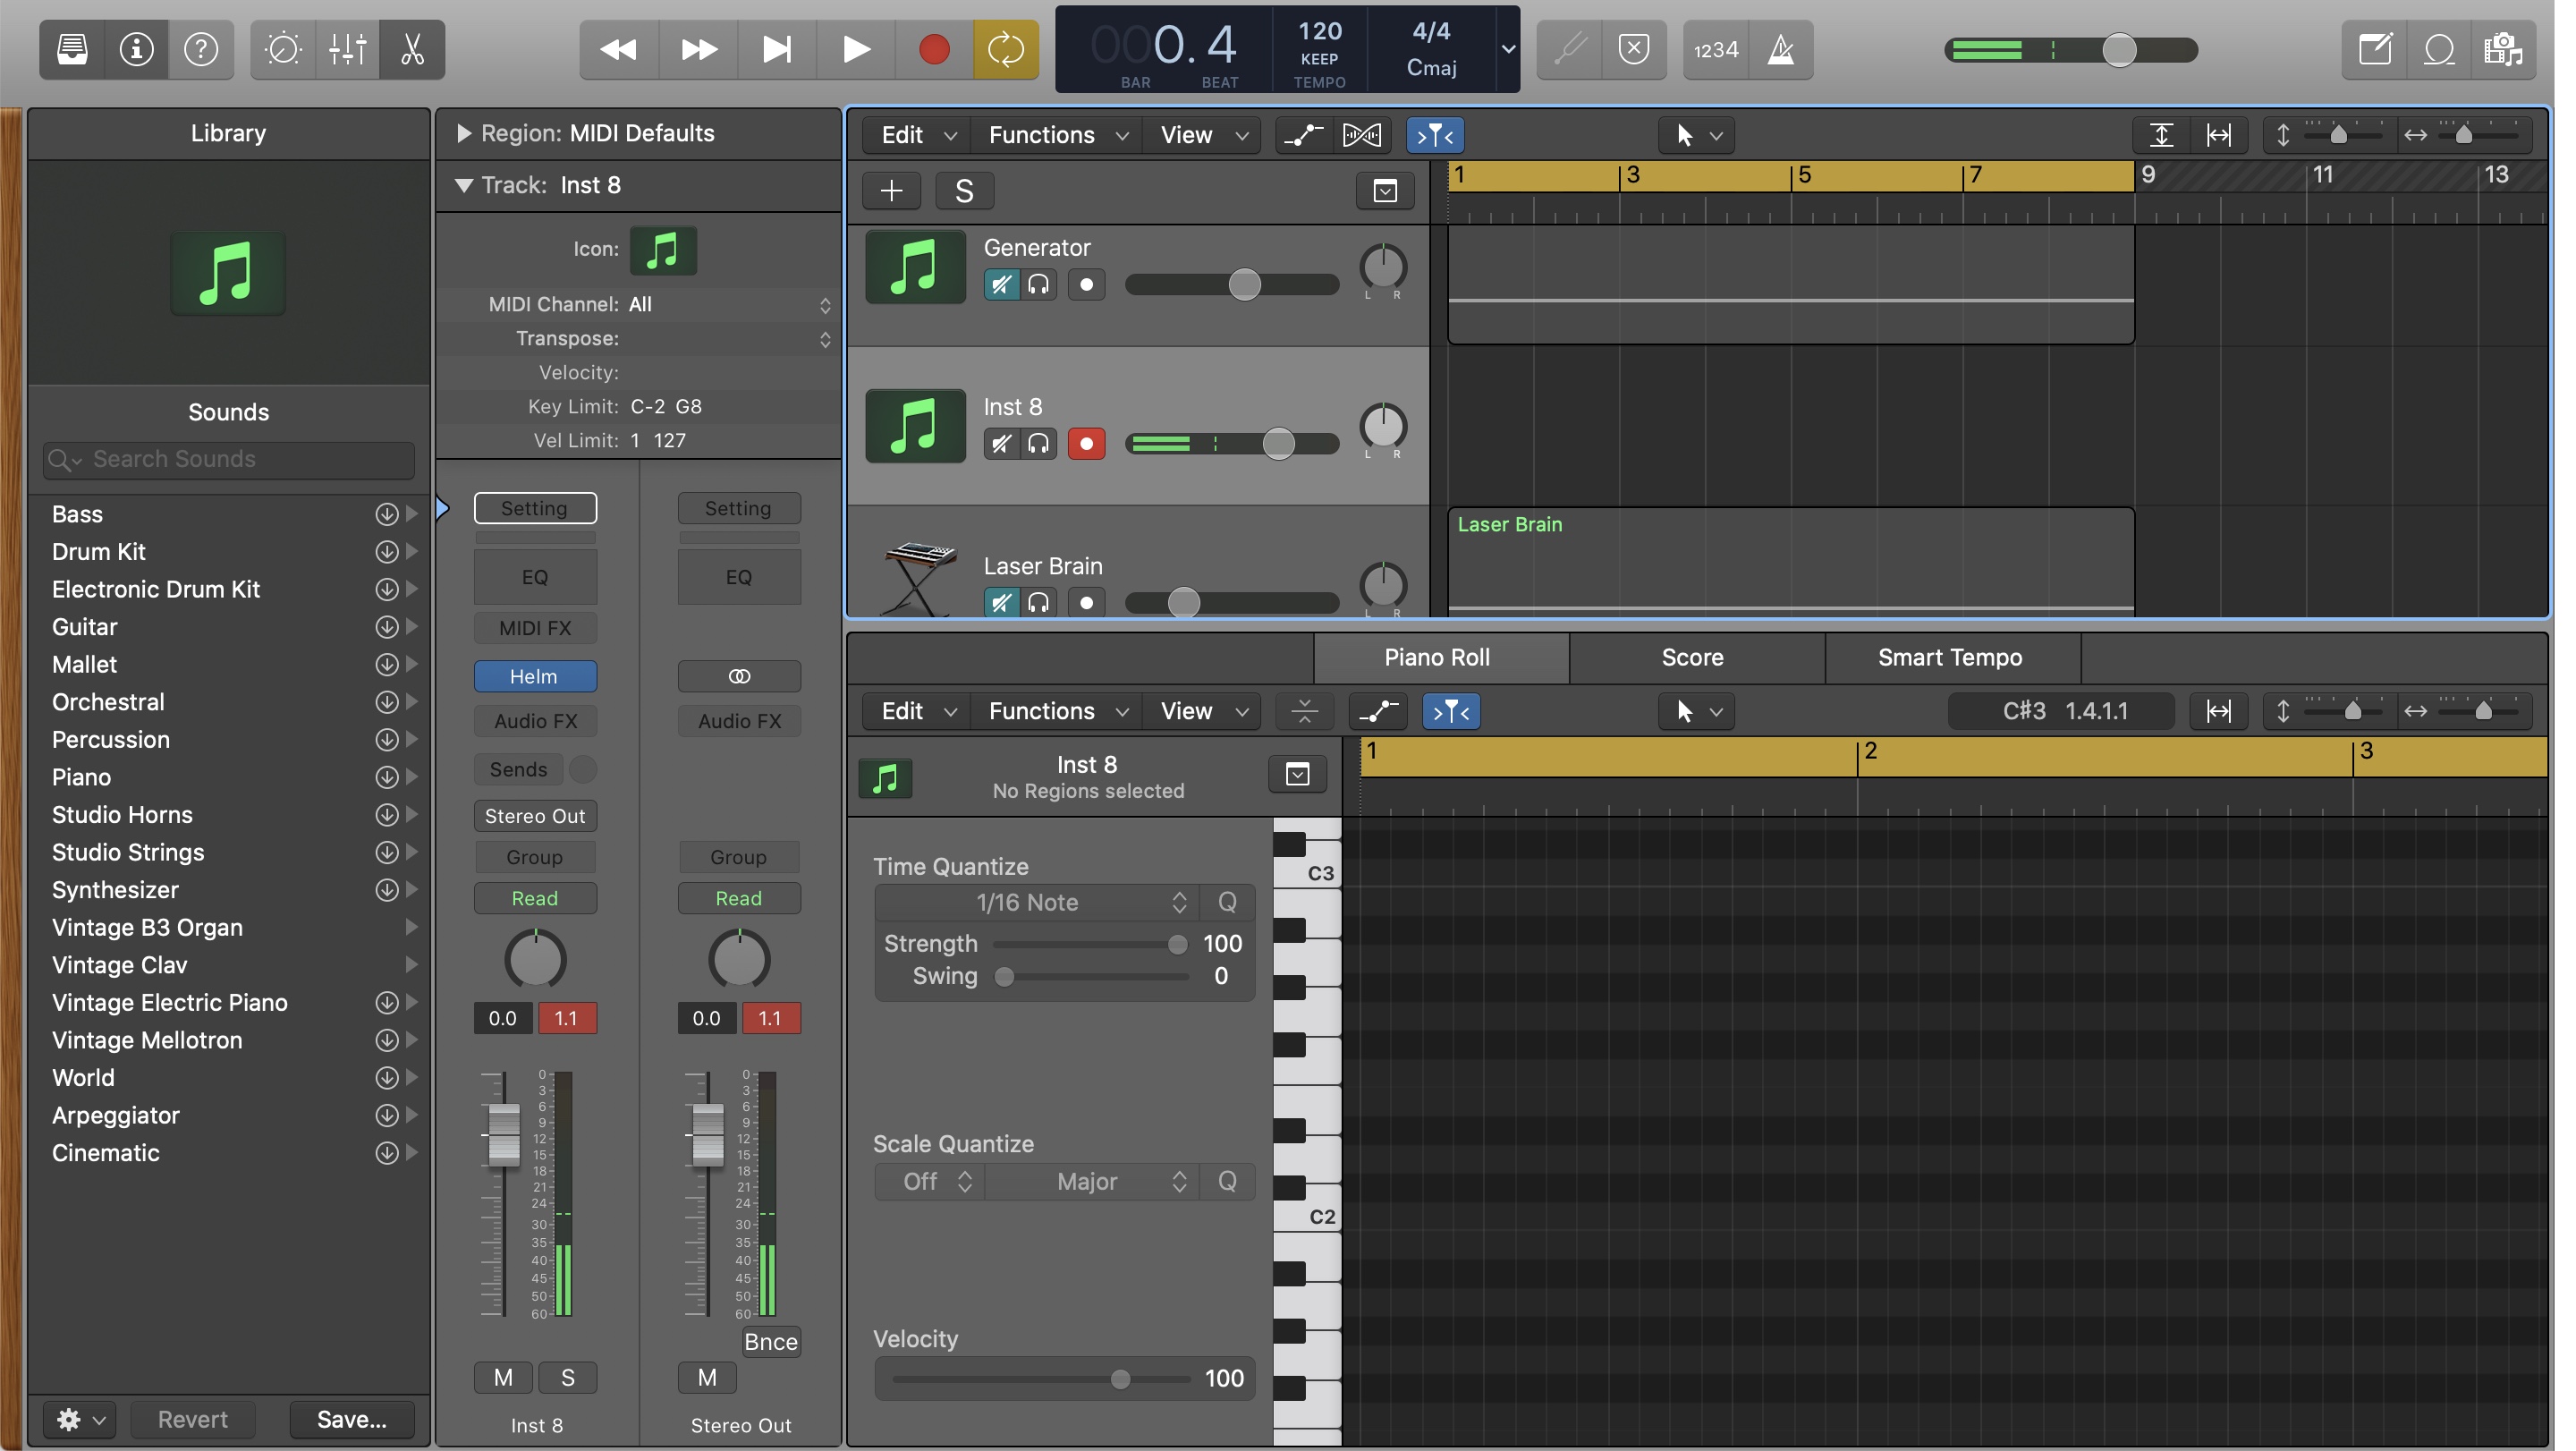 000.4
BAR BEAT
120
KEEP
TEMPO
4/4
Cmaj
1234
Library
Sounds
Search Sounds
Bass
Drum Kit
Electronic Drum Kit
Guitar
Mallet
Orchestral
Percussion
Piano
Studio Horns
Studio Strings
Synthesizer
Vintage B3 Organ
Vintage Clav
Vintage Electric Piano
Vintage Mellotron
World
Arpeggiator
Cinematic
Revert Save...
Region: MIDI Defaults
Track: Inst 8
Icon:
MIDI Channel: All
Transpose:
Velocity:
Key Limit: C-2 G8
Vel Limit: 1 127
Setting Setting
EQ EQ
MIDI FX
Helm
Audio FX Audio FX
Sends
Stereo Out
Group Group
Read Read
0.0 1.1 0.0 1.1
0 0
3 3
6 6
9 9
12 12
15 15
18 18
21 21
24 24
30 30
35 35
40 40
45 45
50 50
60 60
Bnce
M S M
Inst 8 Stereo Out
Edit Functions View
S
1 3 5 7 9 11 13
Generator
L R
Inst 8
L R
Laser Brain
L R
Laser Brain
Piano Roll Score Smart Tempo
Edit Functions View
C#3 1.4.1.1
Inst 8
No Regions selected
1 2 3
Time Quantize
1/16 Note Q
Strength 100
Swing 0
Scale Quantize
Off Major Q
Velocity
100
C3
C2